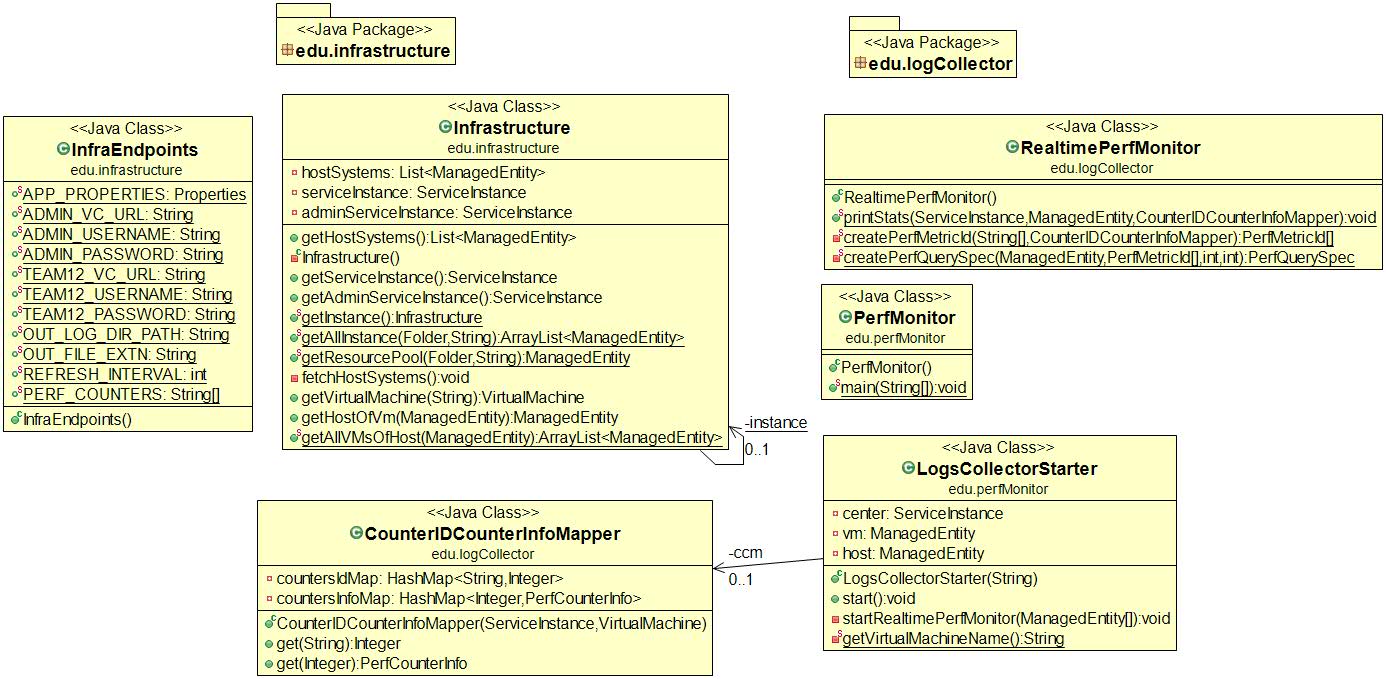 <<Java Package>>
edu.infrastructure
<<Java Package>>
edu.logCollector
<<Java Class>>
InfraEndpoints
edu.infrastructure
APP_PROPERTIES: Properties
ADMIN_VC_URL: String
ADMIN_USERNAME: String
ADMIN_PASSWORD: String
TEAM12_VC_URL: String
TEAM12_USERNAME: String
TEAM12_PASSWORD: String
OUT_LOG_DIR_PATH: String
OUT_FILE_EXTN: String
REFRESH_INTERVAL: int
PERF_COUNTERS: String[]
InfraEndpoints()
<<Java Class>>
Infrastructure
edu.infrastructure
hostSystems: List<ManagedEntity>
serviceInstance: ServiceInstance
adminServiceInstance: ServiceInstance
getHostSystems():List<ManagedEntity>
Infrastructure()
getServiceInstance():ServiceInstance
getAdminServiceInstance():ServiceInstance
getInstance():Infrastructure
getAllInstance(Folder,String):ArrayList<ManagedEntity>
getResourcePool(Folder,String):ManagedEntity
fetchHostSystems():void
getVirtualMachine(String):VirtualMachine
getHostOfVm(ManagedEntity):ManagedEntity
getAllVMsOfHost(ManagedEntity):ArrayList<ManagedEntity>
-instance
0..1
<<Java Class>>
RealtimePerfMonitor
edu.logCollector
RealtimePerfMonitor()
printStats(ServiceInstance,ManagedEntity,CounterIDCounterInfoMapper):void
createPerfMetricId(String[],CounterIDCounterInfoMapper):PerfMetricId[]
createPerfQuerySpec(ManagedEntity,PerfMetricId[],int,int):PerfQuerySpec
<<Java Class>>
PerfMonitor
edu.perfMonitor
PerfMonitor()
main(String[]):void
<<Java Class>>
LogsCollectorStarter
edu.perfMonitor
center: ServiceInstance
vm: ManagedEntity
host: ManagedEntity
LogsCollectorStarter(String)
start():void
startRealtimePerfMonitor(ManagedEntity[]):void
getVirtualMachineName():String
-ccm
0..1
<<Java Class>>
CounterIDCounterInfoMapper
edu.logCollector
countersIdMap: HashMap<String,Integer>
countersInfoMap: HashMap<Integer,PerfCounterInfo>
CounterIDCounterInfoMapper(ServiceInstance,VirtualMachine)
get(String):Integer
get(Integer):PerfCounterInfo